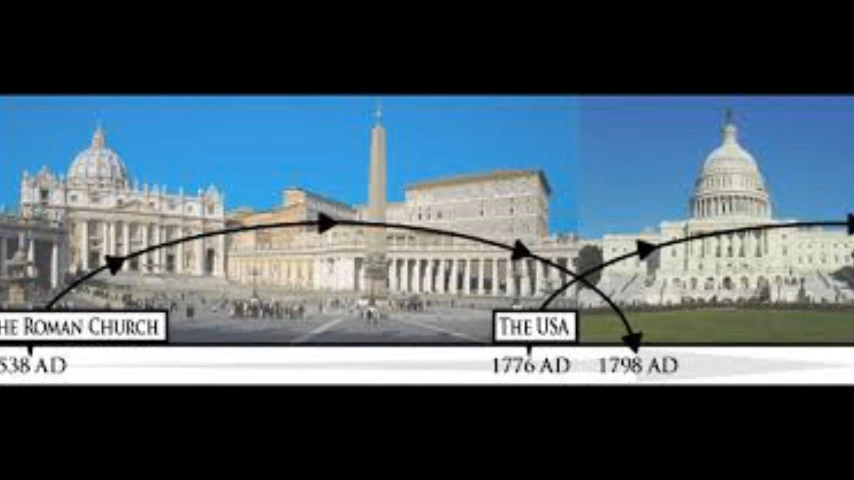 HE ROMAN CHURCH
THE USA
538 AD
1776 AD
1798 AD